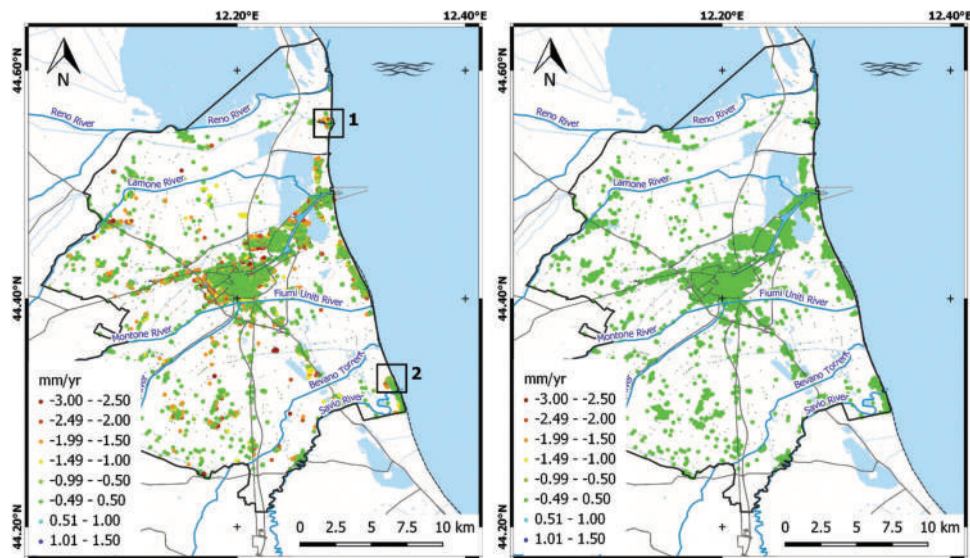 12.20°E
12.40°E
44.60°N
44.40°N
44.20°N
N
Reno River
Reno River
1
Lamone River
Fiumi Uniti River
Montone River
River
Bevano Torrent
2
Savio River
mm/yr
-3.00 - -2.50
-2.49 - -2.00
-1.99 - -1.50
-1.49 - -1.00
-0.99 - -0.50
-0.49 - 0.50
0.51 - 1.00
1.01 - 1.50
0 2.5 5 7.5 10 km
12.20°E
12.40°E
44.60°N
44.40°N
44.20°N
N
Reno River
Reno River
Lamone River
Fiumi Uniti River
Montone River
River
Bevano Torrent
Savio River
mm/yr
-3.00 - -2.50
-2.49 - -2.00
-1.99 - -1.50
-1.49 - -1.00
-0.99 - -0.50
-0.49 - 0.50
0.51 - 1.00
1.01 - 1.50
0 2.5 5 7.5 10 km